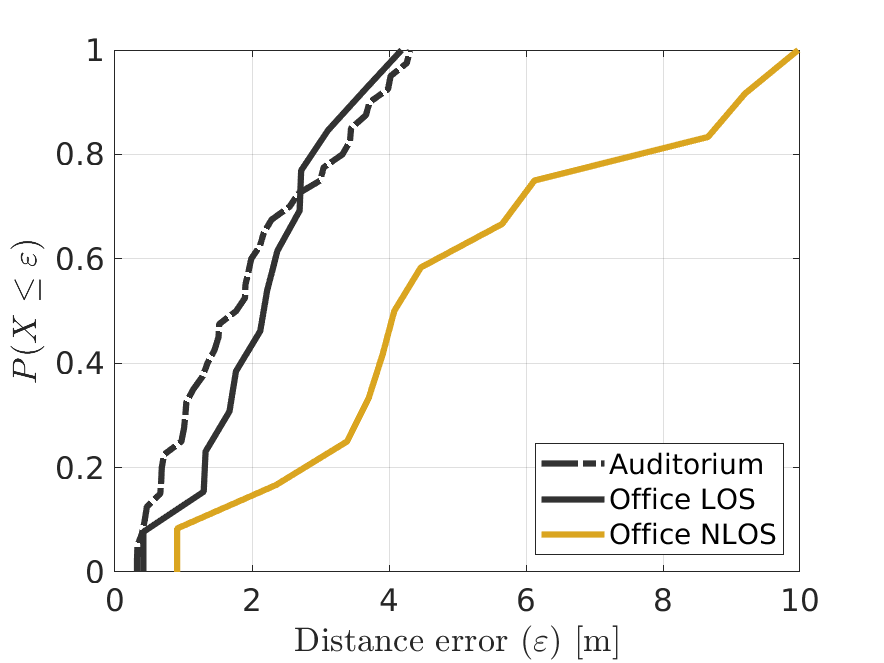 1
0.8
0.6
0.4
0.2
0
P(X ≤ ε)
Auditorium
Office LOS
Office NLOS
0 2 4 6 8 10
Distance error (ε) [m]